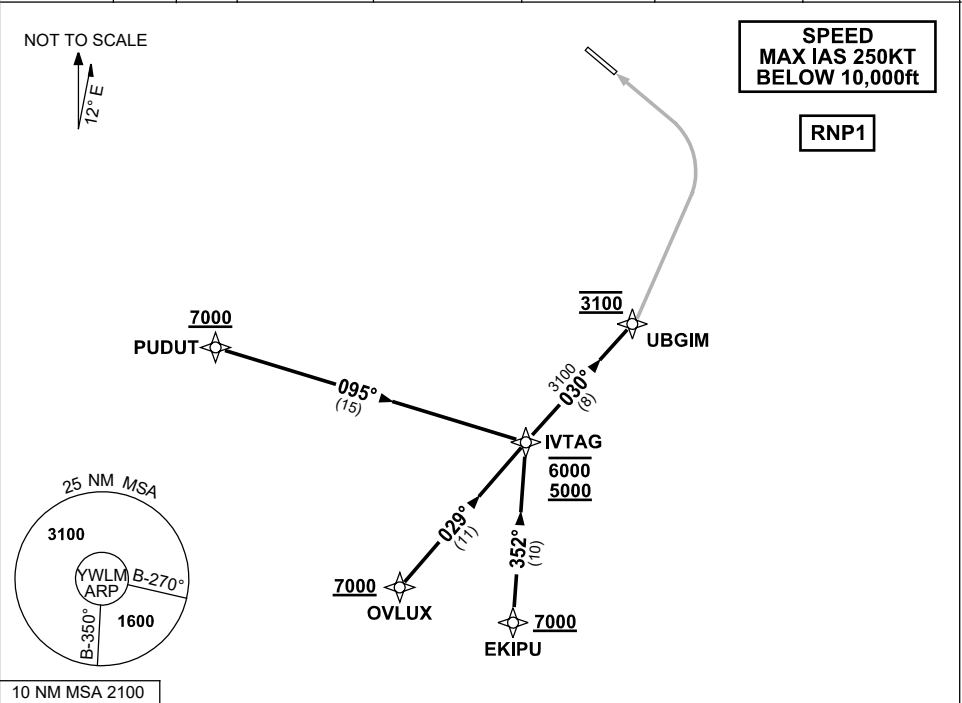 NOT TO SCALE
12° E
SPEED
MAX IAS 250KT
BELOW 10,000ft
RNP1
7000
PUDUT
095°
(15)
3100
UBGIM
3100
030°
(8)
IVTAG
6000
5000
029°
(11)
352°
(10)
7000
OVLUX
7000
EKIPU
25 NM MSA
3100
YWLM
ARP
B-270°
B-350°
1600
10 NM MSA 2100